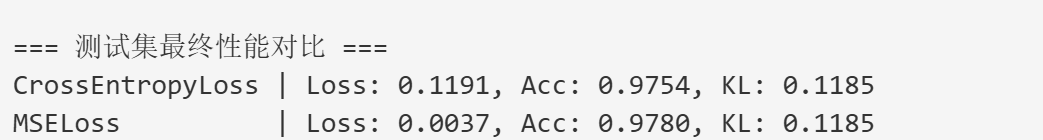 === 测试集最终性能对比 ===
CrossEntropyLoss | Loss: 0.1191, Acc: 0.9754, KL: 0.1185
MSELoss          | Loss: 0.0037, Acc: 0.9780, KL: 0.1185